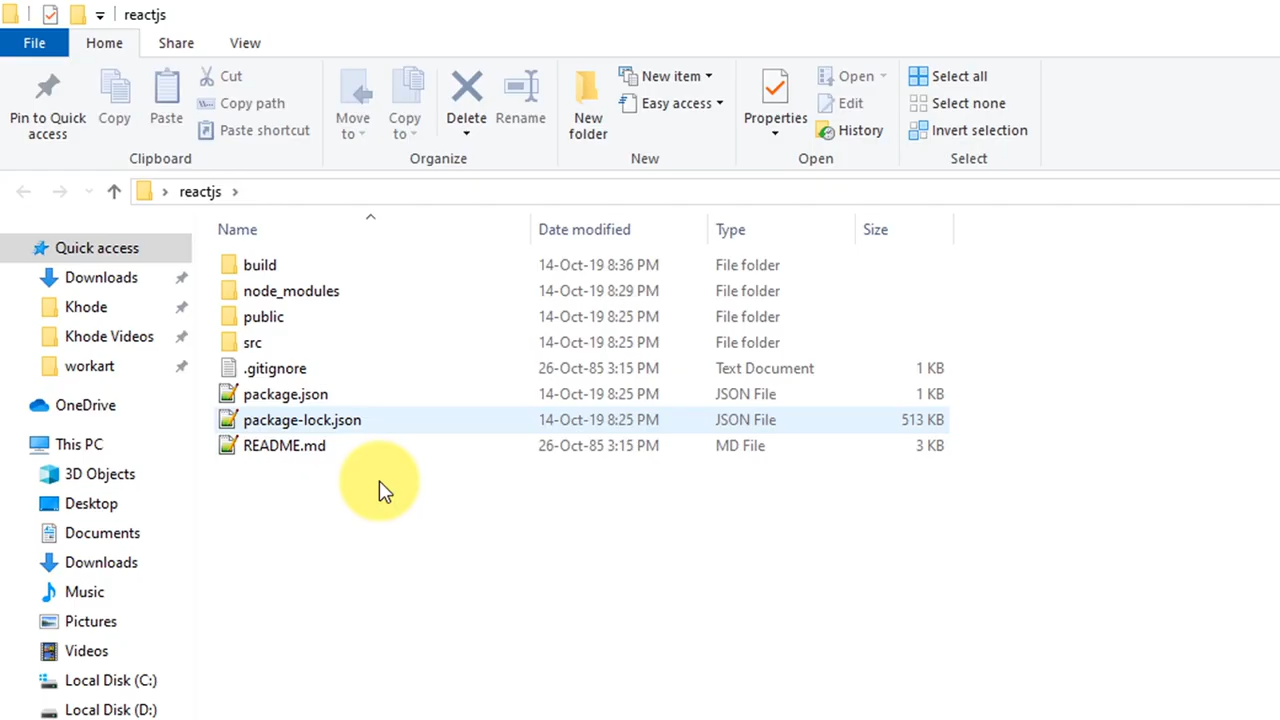 reactjs
File Home Share View
Pin to Quick access
Copy
Paste
Cut
Copy path
Paste shortcut
Clipboard
Move to
Copy to
Delete
Rename
Organize
New folder
New item
Easy access
New
Properties
Open
Edit
History
Open
Select all
Select none
Invert selection
Select
reactjs
Quick access
Downloads
Khode
Khode Videos
workart
OneDrive
This PC
3D Objects
Desktop
Documents
Downloads
Music
Pictures
Videos
Local Disk (C:)
Local Disk (D:)
Name Date modified Type Size
build 14-Oct-19 8:36 PM File folder
node_modules 14-Oct-19 8:29 PM File folder
public 14-Oct-19 8:25 PM File folder
src 14-Oct-19 8:25 PM File folder
.gitignore 26-Oct-85 3:15 PM Text Document 1 KB
package.json 14-Oct-19 8:25 PM JSON File 1 KB
package-lock.json 14-Oct-19 8:25 PM JSON File 513 KB
README.md 26-Oct-85 3:15 PM MD File 3 KB